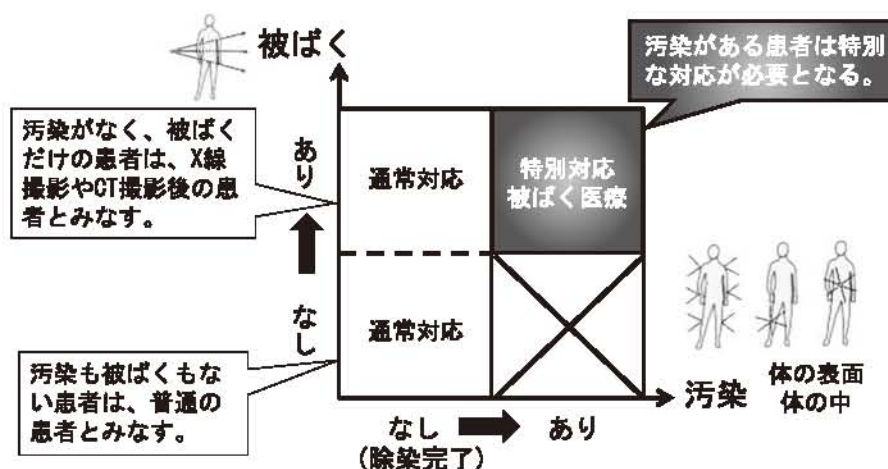 被ばく
汚染がある患者は特別
な対応が必要となる。
汚染がなく、被ばく
だけの患者は、X線
撮影やCT撮影後の患
者とみなす。
あり
通常対応
特別対応
被ばく医療
なし
通常対応
汚染も被ばくもな
い患者は、普通の
患者とみなす。
汚染
体の表面
体の中
なし
(除染完了)
あり